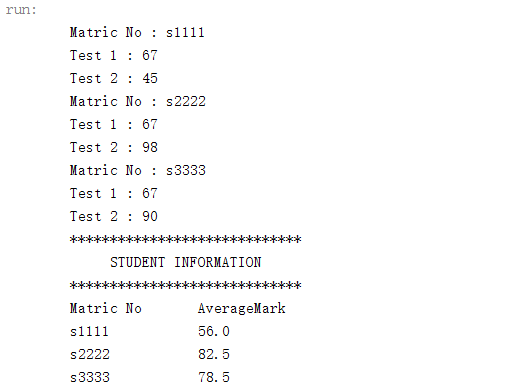 run:
Matric No : s1111
Test 1 : 67
Test 2 : 45
Matric No : s2222
Test 1 : 67
Test 2 : 98
Matric No : s3333
Test 1 : 67
Test 2 : 90
*****************************
STUDENT INFORMATION
*****************************
Matric No AverageMark
s1111 56.0
s2222 82.5
s3333 78.5